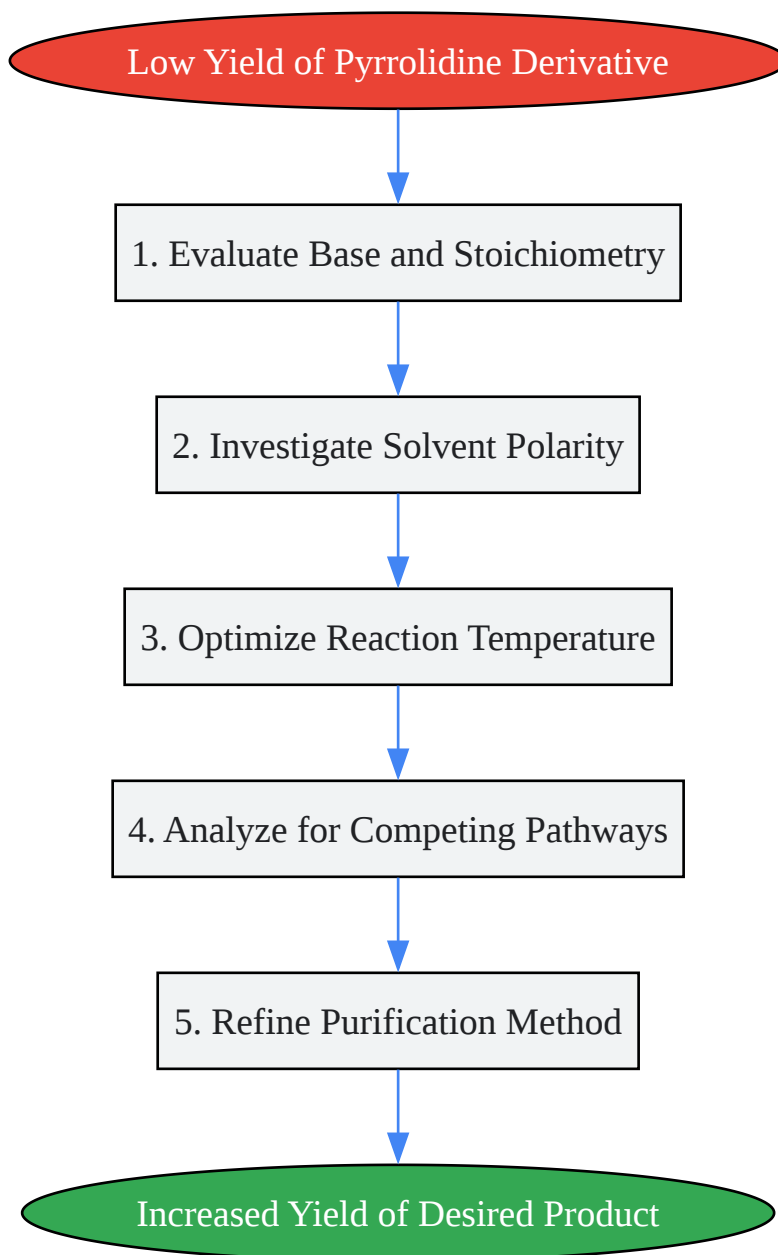 Low Yield of Pyrrolidine Derivative
1. Evaluate Base and Stoichiometry
2. Investigate Solvent Polarity
3. Optimize Reaction Temperature
4. Analyze for Competing Pathways
5. Refine Purification Method
Increased Yield of Desired Product